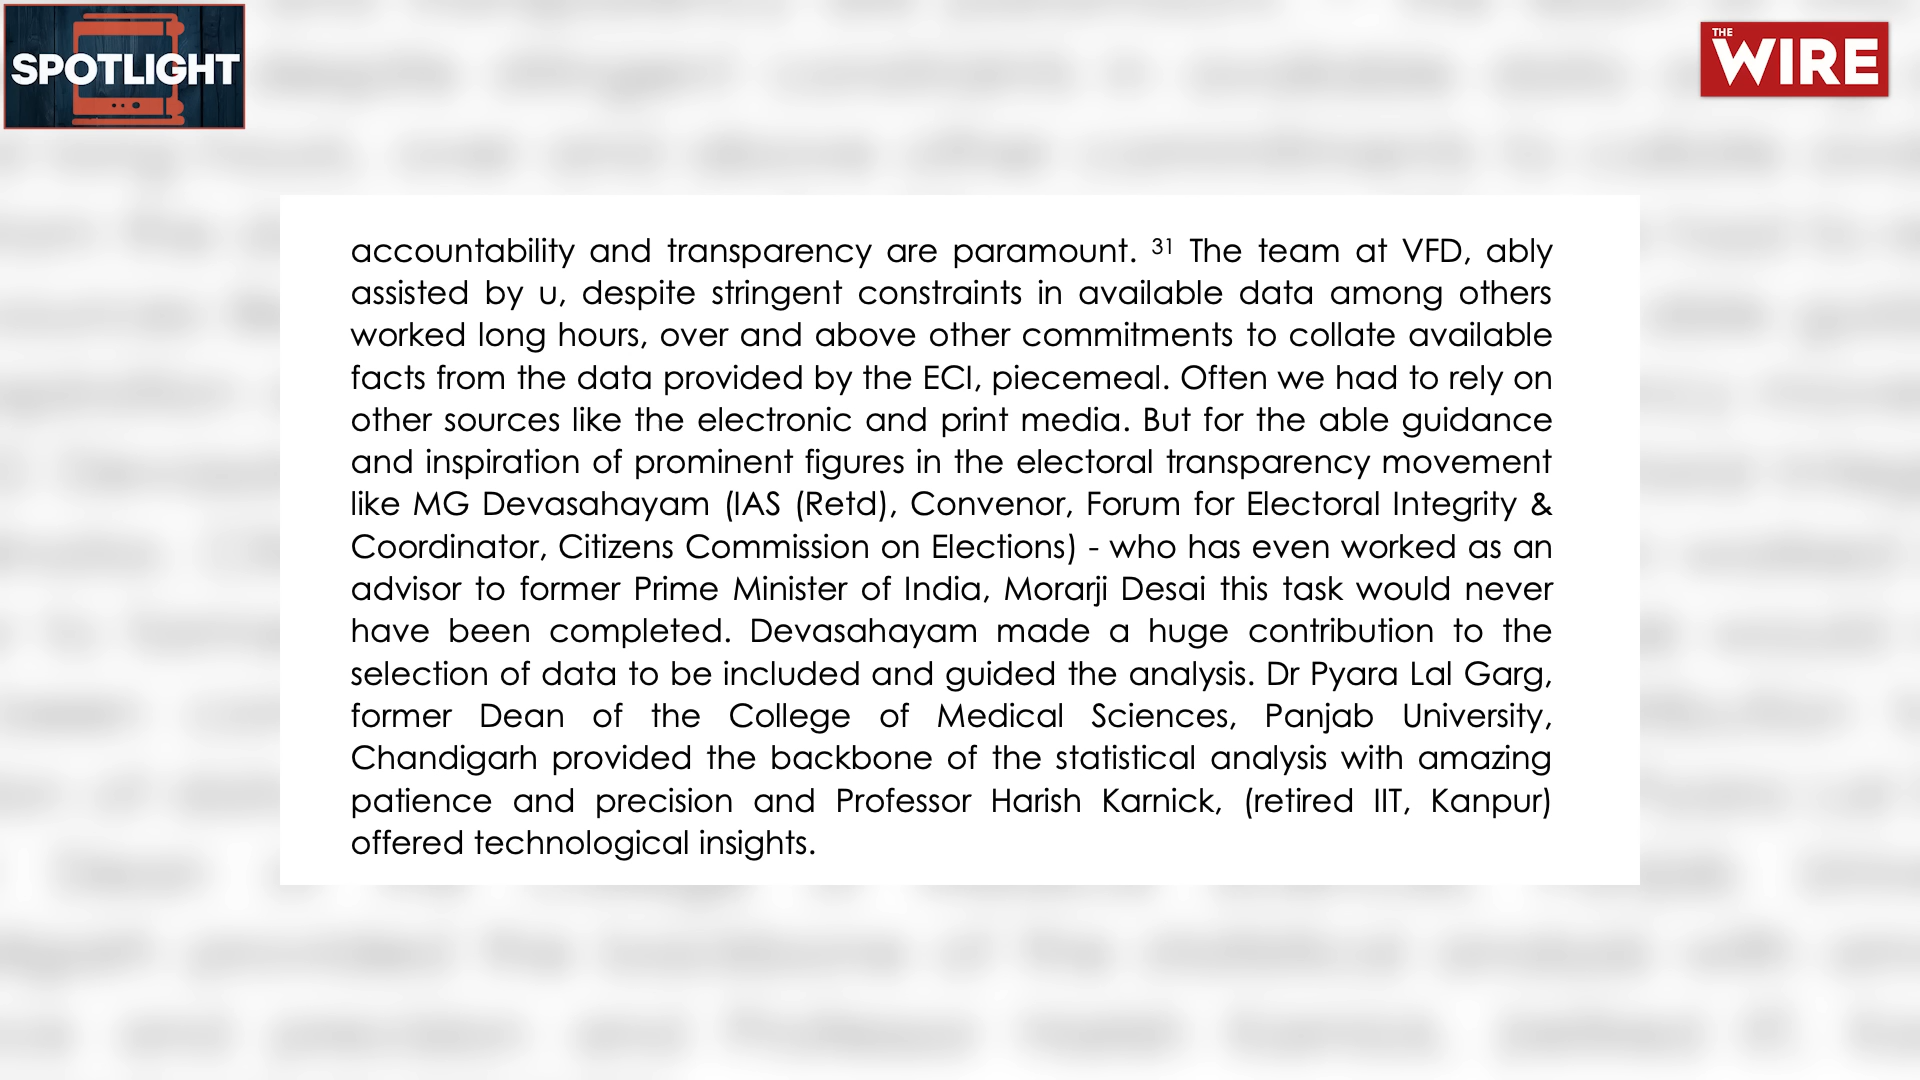 SPOTLIGHT
THE
WIRE
accountability and transparency are paramount. ³¹ The team at VFD, ably
assisted by u, despite stringent constraints in available data among others
worked long hours, over and above other commitments to collate available
facts from the data provided by the ECI, piecemeal. Often we had to rely on
other sources like the electronic and print media. But for the able guidance
and inspiration of prominent figures in the electoral transparency movement
like MG Devasahayam (IAS (Retd), Convenor, Forum for Electoral Integrity &
Coordinator, Citizens Commission on Elections) - who has even worked as an
advisor to former Prime Minister of India, Morarji Desai this task would never
have been completed. Devasahayam made a huge contribution to the
selection of data to be included and guided the analysis. Dr Pyara Lal Garg,
former Dean of the College of Medical Sciences, Panjab University,
Chandigarh provided the backbone of the statistical analysis with amazing
patience and precision and Professor Harish Karnick, (retired IIT, Kanpur)
offered technological insights.